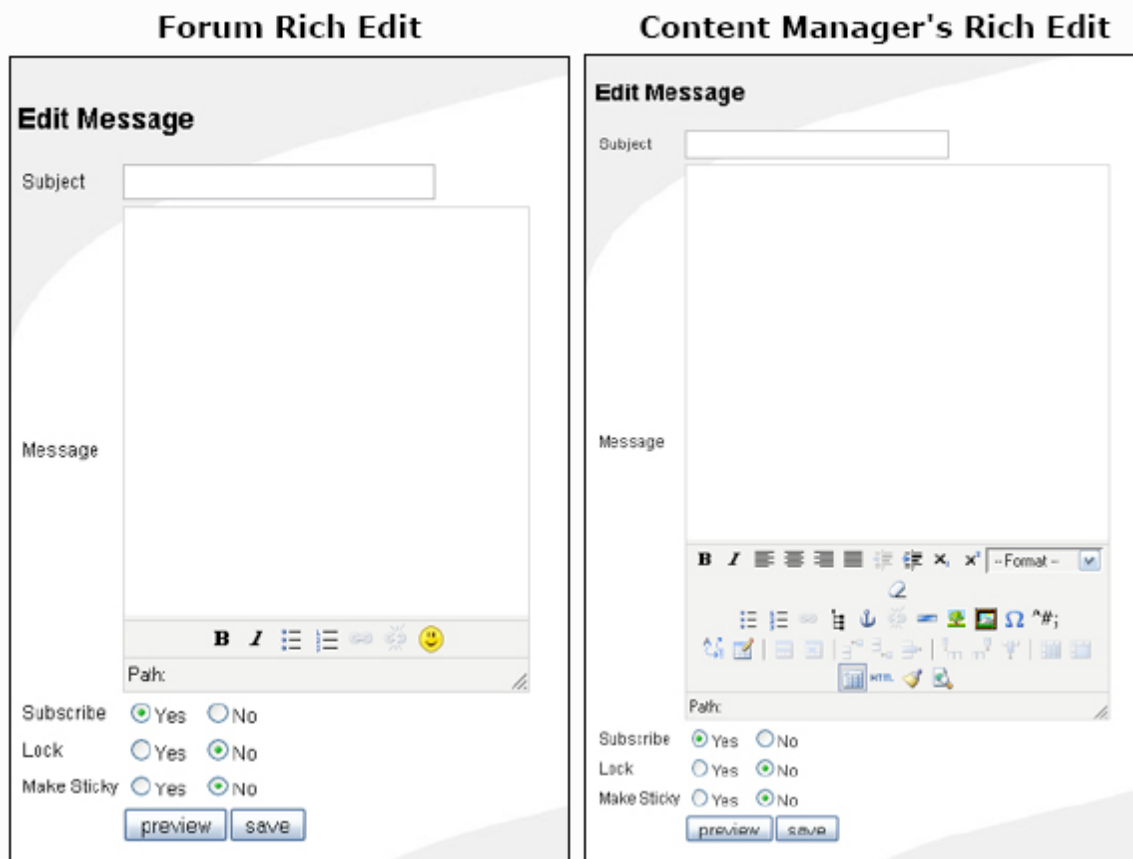 Forum Rich Edit
Edit Message
Subject
Message
B I
Path:
Subscribe Yes No
Lock Yes No
Make Sticky Yes No
preview save
Content Manager's Rich Edit
Edit Message
Subject
Message
B I x, x² -- Format --
Ω ^#;
HTML
Path:
Subscribe Yes No
Lock Yes No
Make Sticky Yes No
preview save